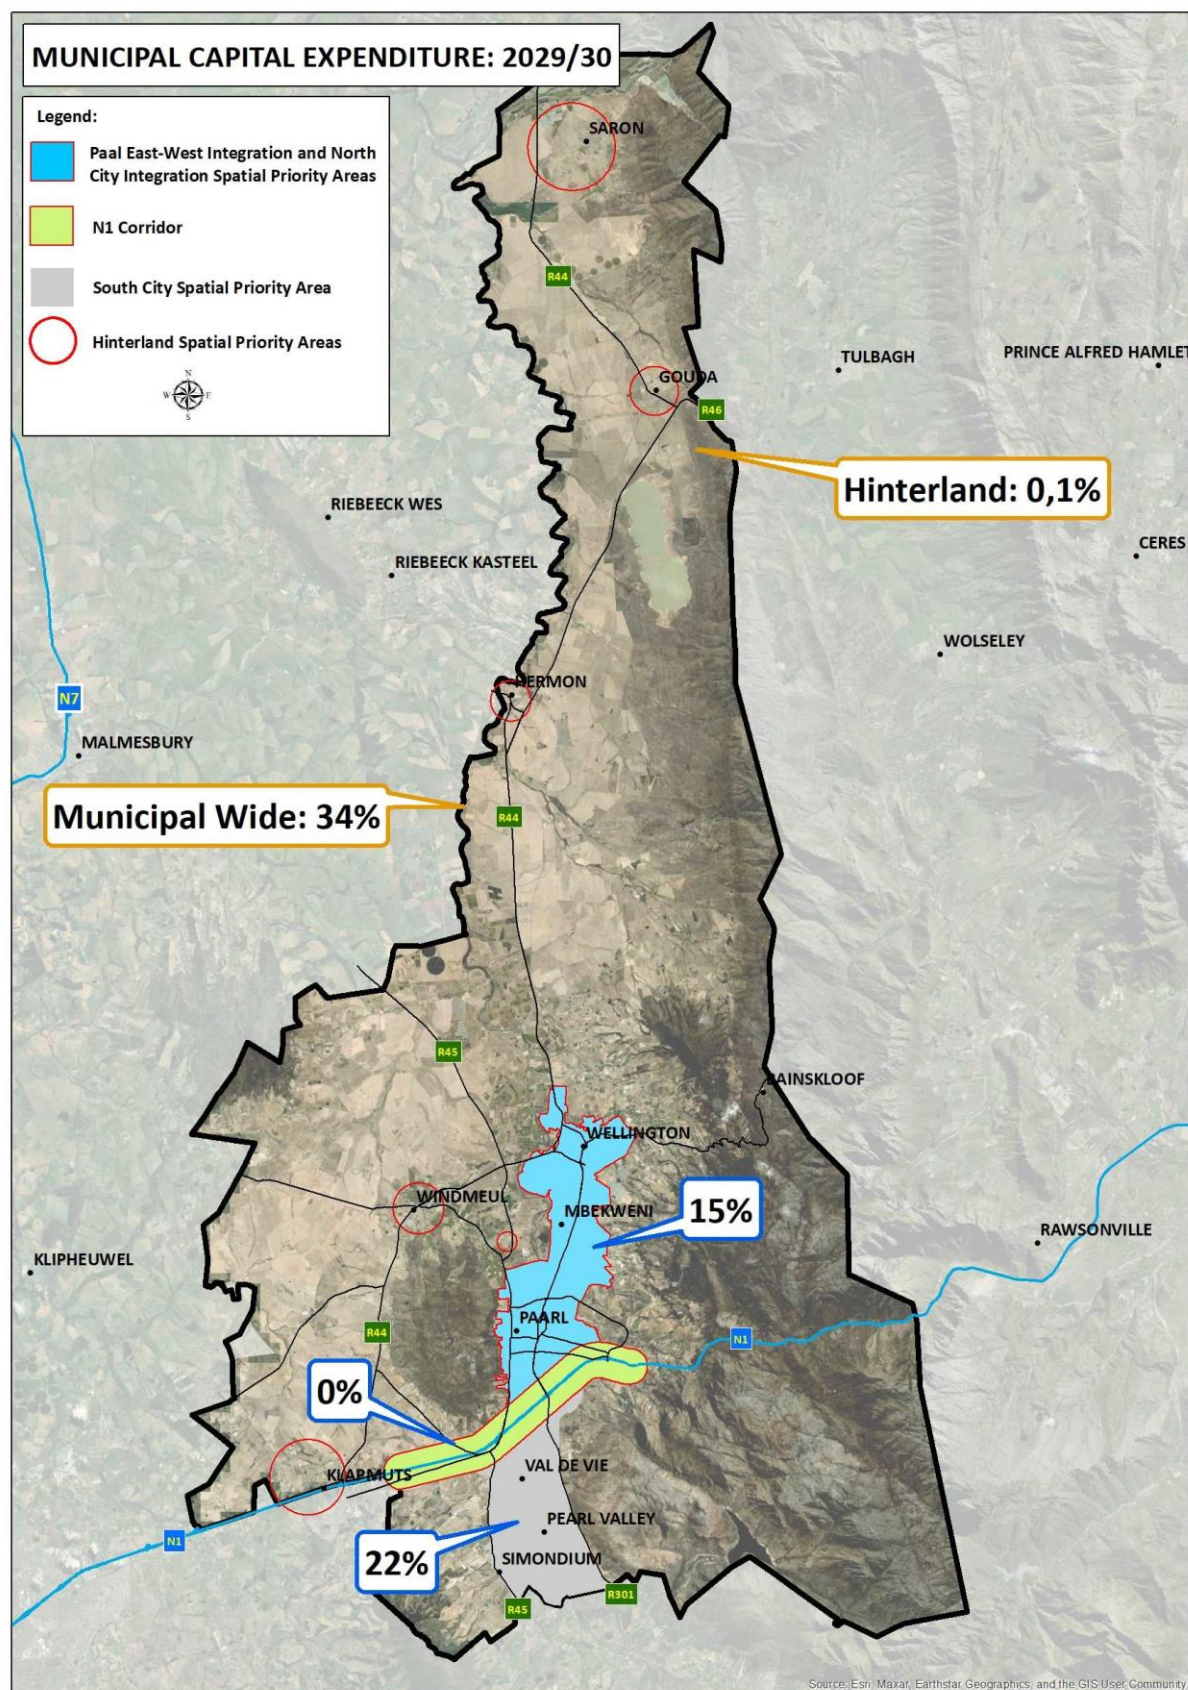 MUNICIPAL CAPITAL EXPENDITURE: 2029/30
Legend:
Paal East-West Integration and North
City Integration Spatial Priority Areas
N1 Corridor
South City Spatial Priority Area
Hinterland Spatial Priority Areas
N
W E
S
SARON
R44
TULBAGH
PRINCE ALFRED HAMLET
GOUDA
R46
Hinterland: 0,1%
RIEBEECK WES
CERES
RIEBEECK KASTEEL
WOLSELEY
HERMON
N7
MALMESBURY
Municipal Wide: 34%
R44
R45
BAINSKLOOF
WELLINGTON
WINDMEUL
MBEKWENI
15%
RAWSONVILLE
KLIPHEUWEL
PAARL
R44
N1
0%
KLAPMUTS
VAL DE VIE
PEARL VALLEY
N1
22%
SIMONDIUM
R301
R45
Source: Esri, Maxar, Earthstar Geographics, and the GIS User Community